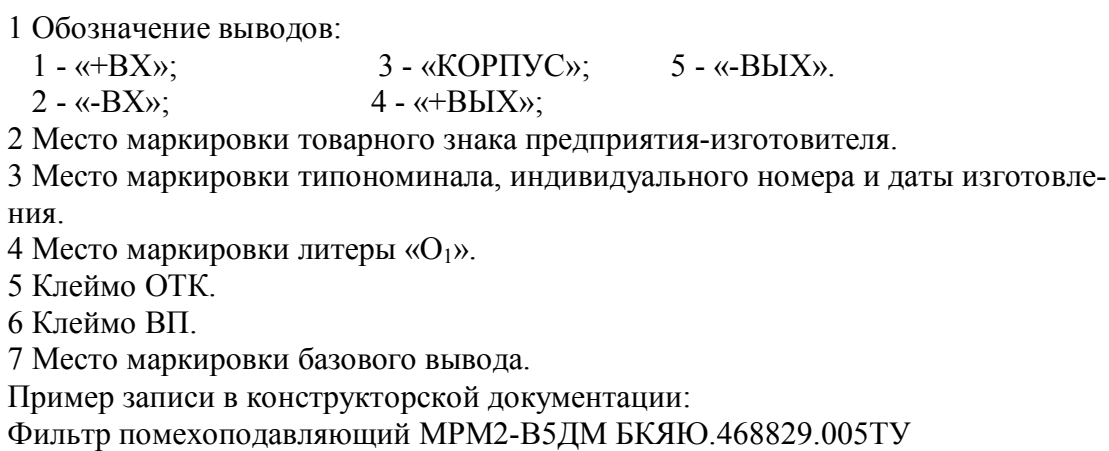 1 Обозначение выводов:
1 - «+ВХ»; 3 - «КОРПУС»; 5 - «-ВЫХ».
2 - «-ВХ»; 4 - «+ВЫХ»;
2 Место маркировки товарного знака предприятия-изготовителя.
3 Место маркировки типономинала, индивидуального номера и даты изготовле-
ния.
4 Место маркировки литеры «О₁».
5 Клеймо ОТК.
6 Клеймо ВП.
7 Место маркировки базового вывода.
Пример записи в конструкторской документации:
Фильтр помехоподавляющий МРМ2-В5ДМ БКЯЮ.468829.005ТУ